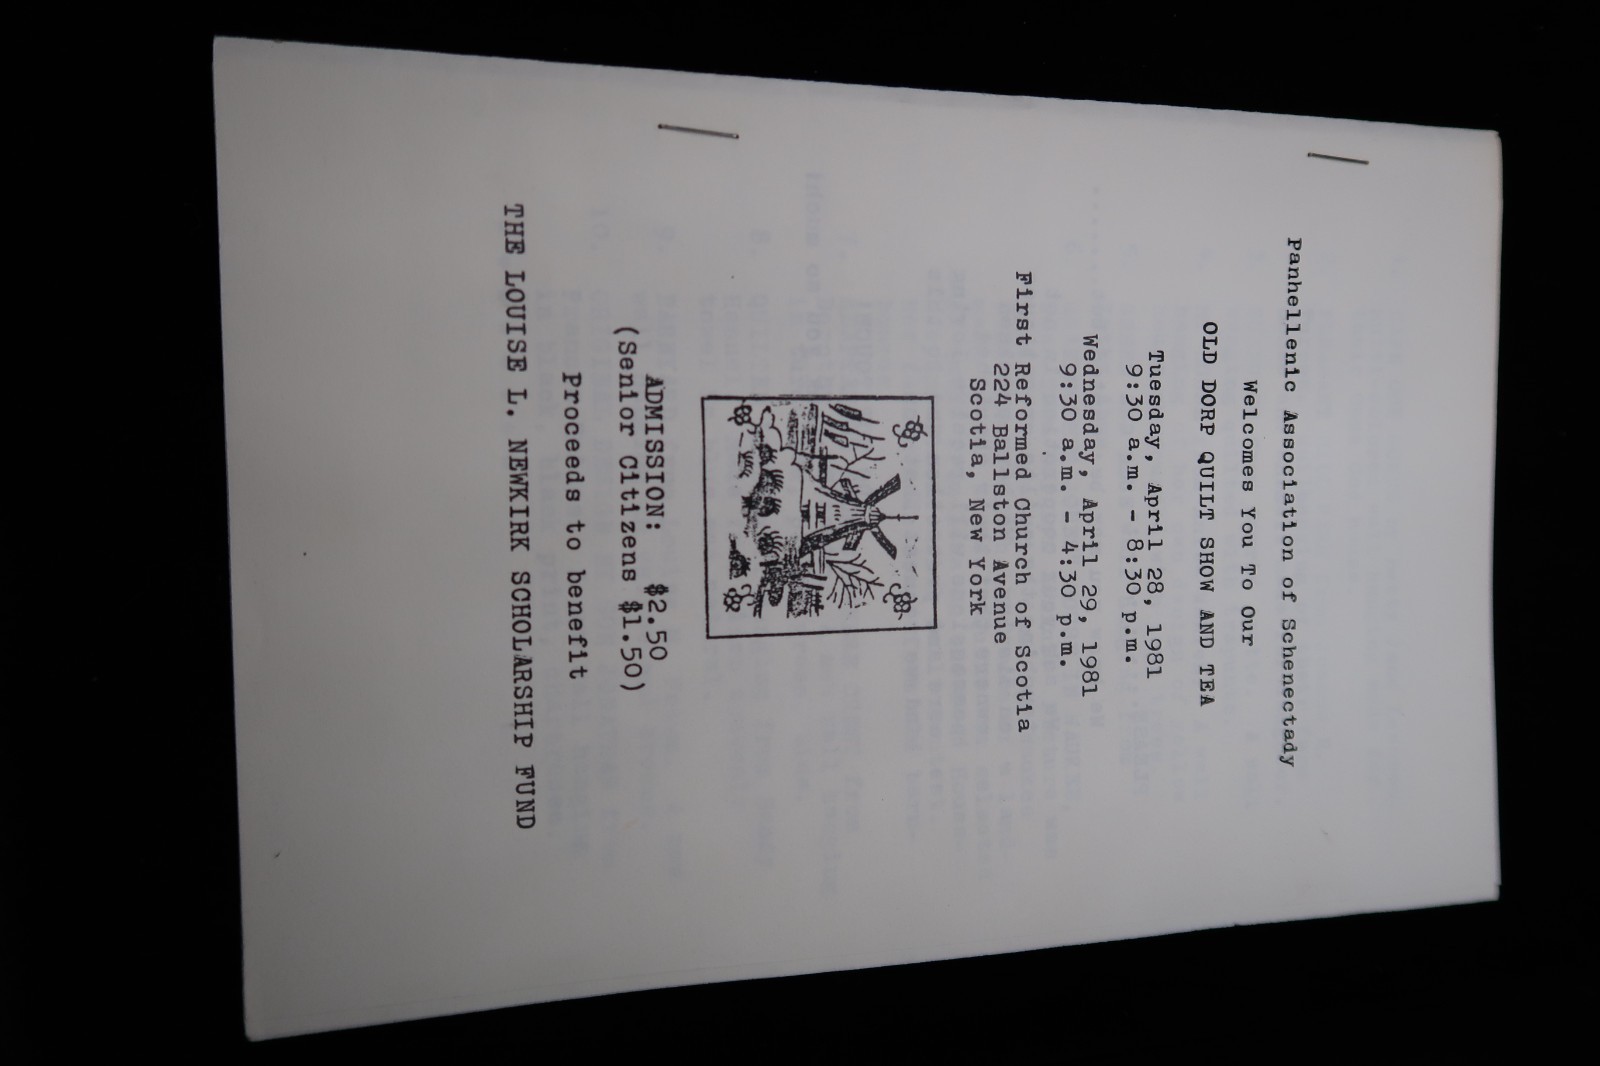 Panhellenic Association of Schenectady
Welcomes You To Our
OLD DORP QUILT SHOW AND TEA
Tuesday, April 28, 1981
9:30 a.m. - 8:30 p.m.
Wednesday, April 29, 1981
9:30 a.m. - 4:30 p.m.
First Reformed Church of Scotia
224 Ballston Avenue
Scotia, New York
ADMISSION: $2.50
(Senior Citizens $1.50)
Proceeds to benefit
THE LOUISE L. NEWKIRK SCHOLARSHIP FUND